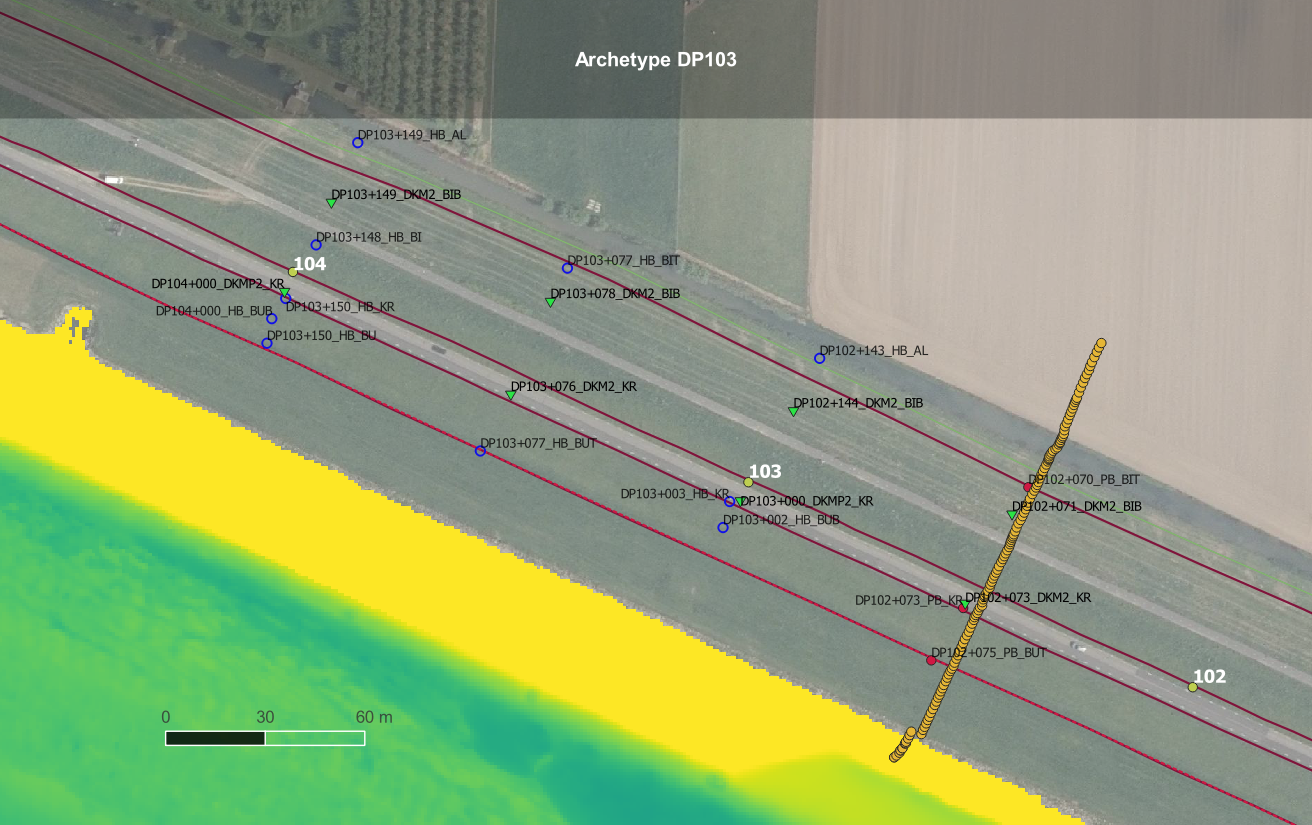 Archetype DP103
DP103+149_HB_AL
DP103+149_DKM2_BIB
DP103+148_HB_BI
104
DP103+077_HB_BIT
DP104+000_DKMP2_KR
DP103+078_DKM2_BIB
DP103+150_HB_KR
DP104+000_HB_BUB
DP103+150_HB_BU
DP102+143_HB_AL
DP103+076_DKM2_KR
DP102+144_DKM2_BIB
DP103+077_HB_BUT
103
DP102+070_PB_BIT
DP103+003_HB_KR
DP103+000_DKMP2_KR
DP102+071_DKM2_BIB
DP103+002_HB_BUB
DP102+073_PB_KR
DP102+073_DKM2_KR
DP102+075_PB_BUT
102
0 30 60 m